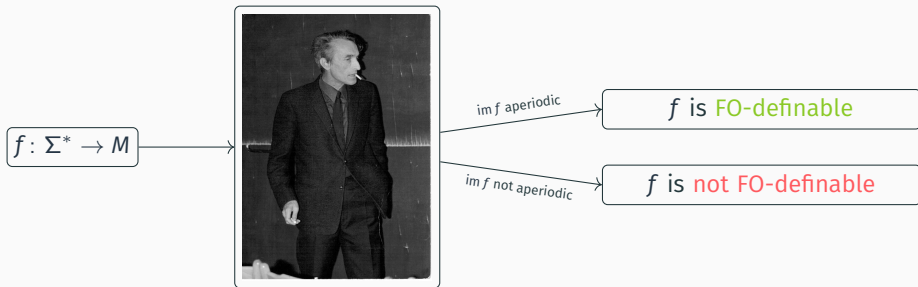 f : Σ* → M
im f aperiodic
f is FO-definable
im f not aperiodic
f is not FO-definable